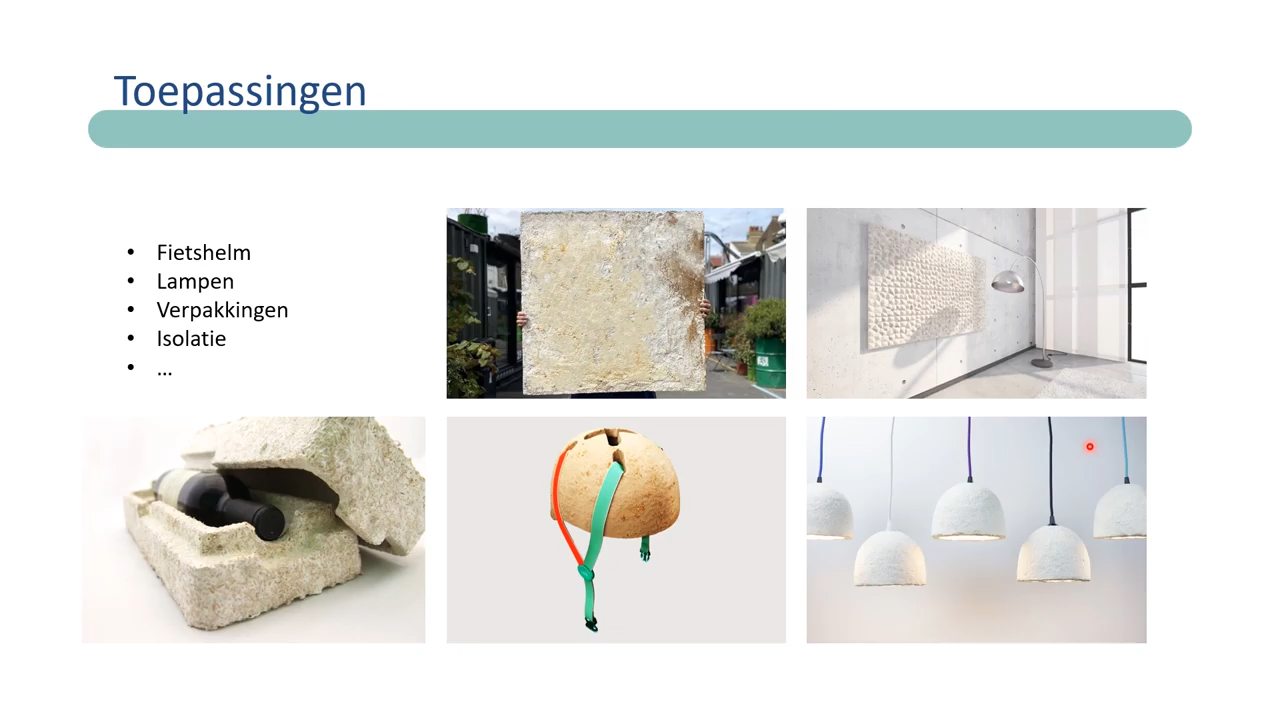 Toepassingen
• Fietshelm
• Lampen
• Verpakkingen
• Isolatie
• …